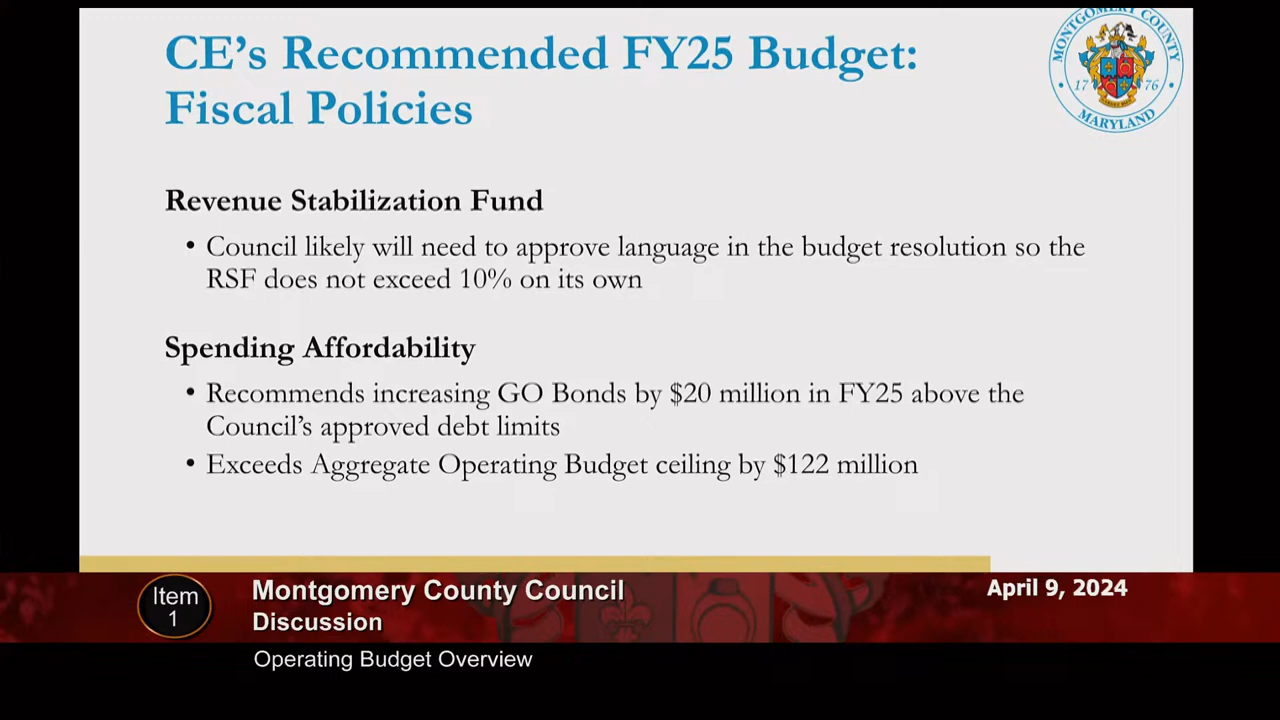 CE's Recommended FY25 Budget:
Fiscal Policies
MONTGOMERY COUNTY
17 76
MARYLAND
Revenue Stabilization Fund
• Council likely will need to approve language in the budget resolution so the
RSF does not exceed 10% on its own
Spending Affordability
• Recommends increasing GO Bonds by $20 million in FY25 above the
Council's approved debt limits
• Exceeds Aggregate Operating Budget ceiling by $122 million
Item
1
Montgomery County Council
Discussion
April 9, 2024
Operating Budget Overview